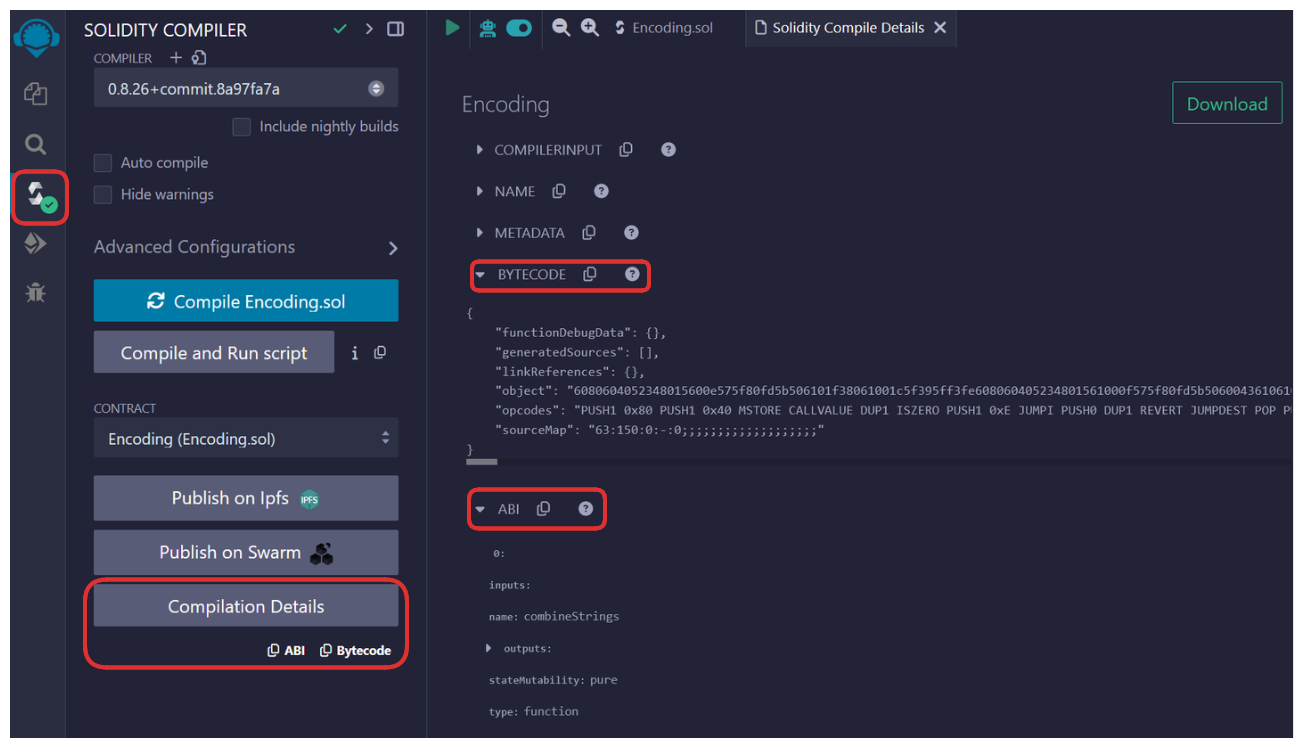 SOLIDITY COMPILER
COMPILER
0.8.26+commit.8a97fa7a
Include nightly builds
Auto compile
Hide warnings
Advanced Configurations
Compile Encoding.sol
Compile and Run script
i
CONTRACT
Encoding (Encoding.sol)
Publish on Ipfs IPFS
Publish on Swarm
Compilation Details
ABI Bytecode
Encoding.sol
Solidity Compile Details
Encoding
Download
COMPILERINPUT
NAME
METADATA
BYTECODE
{
"functionDebugData": {},
"generatedSources": [],
"linkReferences": {},
"object": "6080604052348015600e575f80fd5b506101f38061001c5f395ff3fe608060405234801561000f575f80fd5b506004361061
"opcodes": "PUSH1 0x80 PUSH1 0x40 MSTORE CALLVALUE DUP1 ISZERO PUSH1 0xE JUMPI PUSH0 DUP1 REVERT JUMPDEST POP
"sourceMap": "63:150:0:-:0;;;;;;;;;;;;;;;;;;;"
}
ABI
0:
inputs:
name: combineStrings
outputs:
stateMutability: pure
type: function